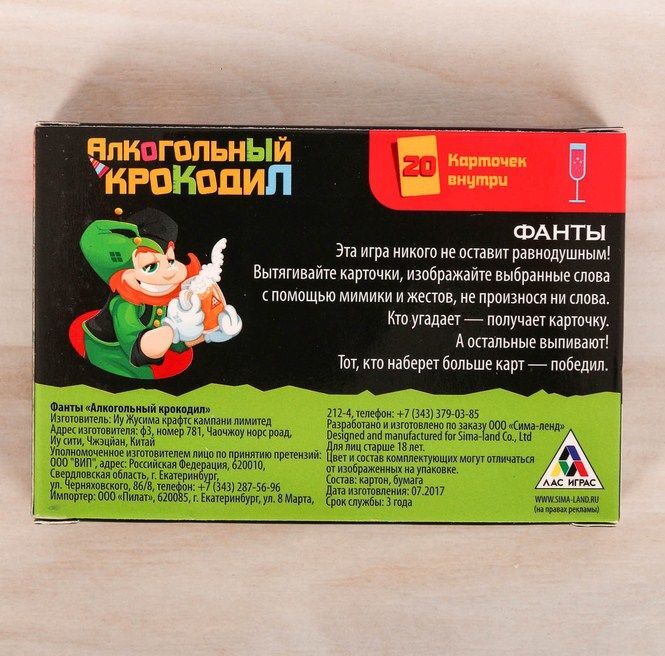 Алкогольный
крокодил
20 Карточек
внутри
ФАНТЫ
Эта игра никого не оставит равнодушным!
Вытягивайте карточки, изображайте выбранные слова
с помощью мимики и жестов, не произнося ни слова.
Кто угадает — получает карточку.
А остальные выпивают!
Тот, кто наберет больше карт — победил.
Фанты «Алкогольный крокодил»
Изготовитель: Иу Жусима крафтс кампани лимитед
Адрес изготовителя: ф3, номер 781, Чаочжоу норс роад,
Иу сити, Чжэцйан, Китай
Уполномоченное изготовителем лицо по принятию претензий:
ООО "ВИП", адрес: Российская Федерация, 620010,
Свердловская область, г. Екатеринбург,
ул. Черняховского, 86/8, телефон: +7 (343) 287-56-96
Импортер: ООО «Пилат», 620085, г. Екатеринбург, ул. 8 Марта,
212-4, телефон: +7 (343) 379-03-85
Разработано и изготовлено по заказу ООО «Сима-ленд»
Designed and manufactured for Sima-land Co., Ltd
Для лиц старше 18 лет.
Цвет и состав комплектующих могут отличаться
от изображенных на упаковке.
Состав: картон, бумага
Дата изготовления: 07.2017
Срок службы: 3 года
ЛАС ИГРАС
WWW.SIMA-LAND.RU
(на правах рекламы)